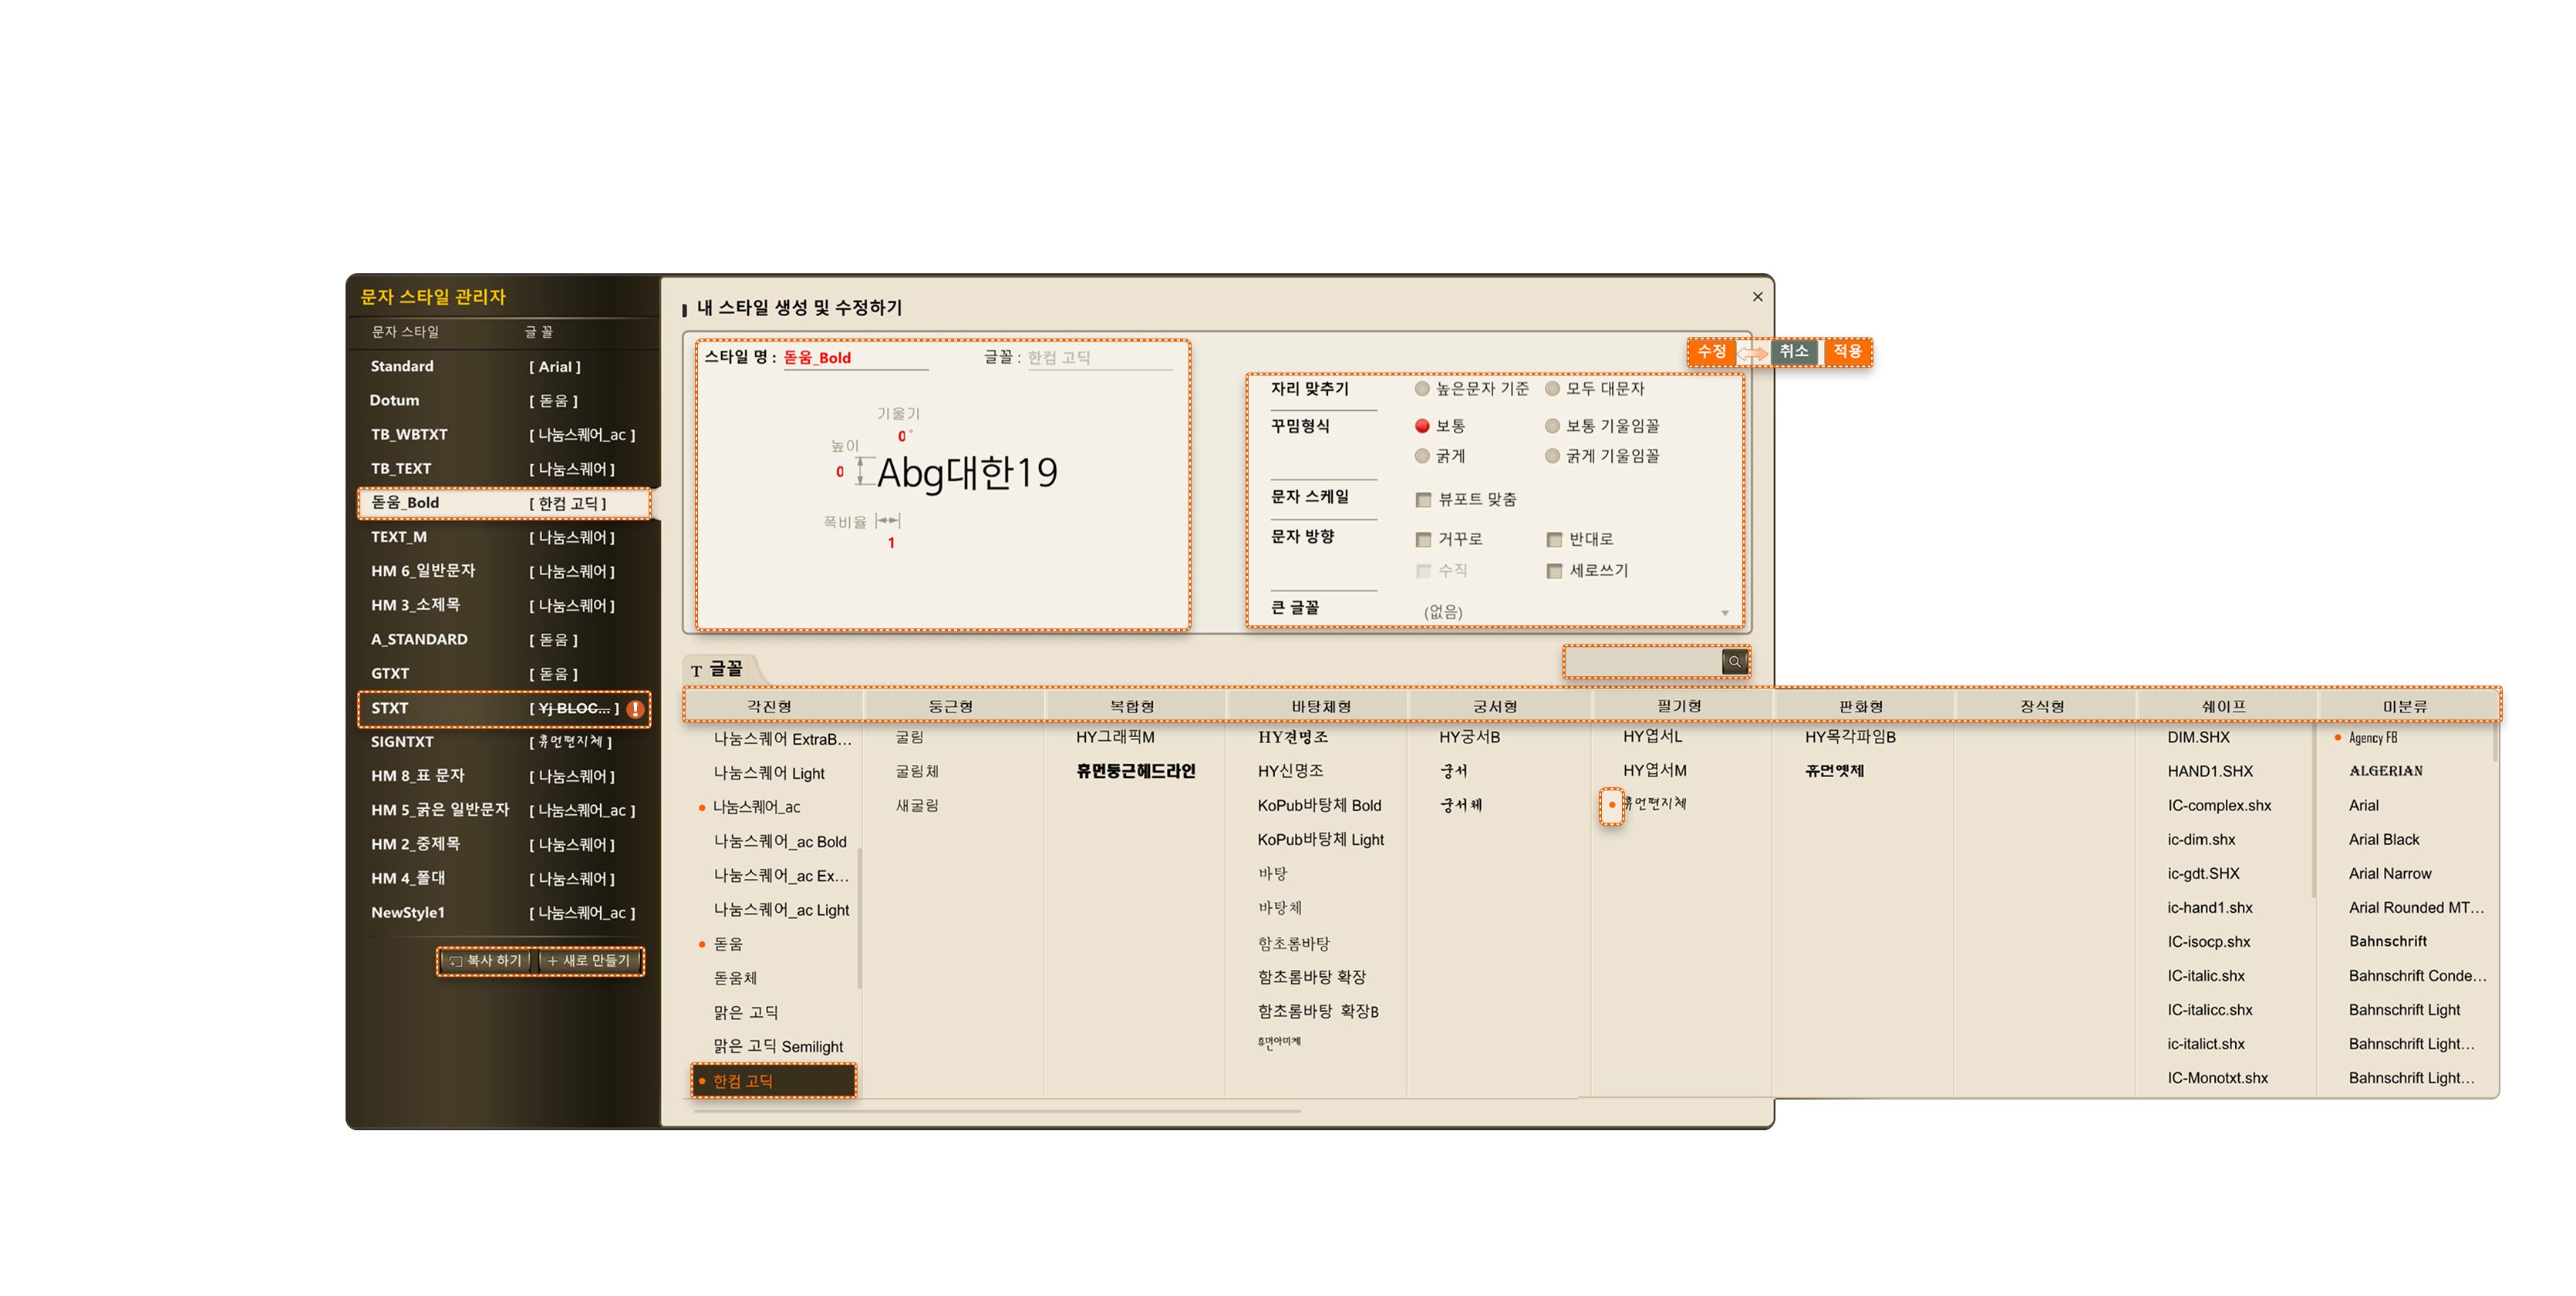 문자 스타일 관리자
문자 스타일 글 꼴
Standard [ Arial ]
Dotum [ 돋움 ]
TB_WBTXT [ 나눔스퀘어_ac ]
TB_TEXT [ 나눔스퀘어 ]
돋움_Bold [ 한컴 고딕 ]
TEXT_M [ 나눔스퀘어 ]
HM 6_일반문자 [ 나눔스퀘어 ]
HM 3_소제목 [ 나눔스퀘어 ]
A_STANDARD [ 돋움 ]
GTXT [ 돋움 ]
STXT [ Yj BLOC... ] !
SIGNTXT [ 휴먼편지체 ]
HM 8_표 문자 [ 나눔스퀘어 ]
HM 5_굵은 일반문자 [ 나눔스퀘어_ac ]
HM 2_중제목 [ 나눔스퀘어 ]
HM 4_폴대 [ 나눔스퀘어 ]
NewStyle1 [ 나눔스퀘어_ac ]
복사 하기 + 새로 만들기
내 스타일 생성 및 수정하기 ×
스타일 명 : 돋움_Bold 글꼴 : 한컴 고딕
기울기
0°
높이
0
Abg대한19
폭비율
1
수정 취소 적용
자리 맞추기 높은문자 기준 모두 대문자
꾸밈형식 보통 보통 기울임꼴
굵게 굵게 기울임꼴
문자 스케일 뷰포트 맞춤
문자 방향 거꾸로 반대로
수직 세로쓰기
큰 글꼴 (없음)
T 글꼴
각진형 둥근형 복합형 바탕체형 궁서형 필기형 판화형 장식형 쉐이프 미분류
나눔스퀘어 ExtraB...
나눔스퀘어 Light
나눔스퀘어_ac
나눔스퀘어_ac Bold
나눔스퀘어_ac Ex...
나눔스퀘어_ac Light
돋움
돋움체
맑은 고딕
맑은 고딕 Semilight
한컴 고딕
굴림
굴림체
새굴림
HY그래픽M
휴먼둥근헤드라인
HY견명조
HY신명조
KoPub바탕체 Bold
KoPub바탕체 Light
바탕
바탕체
함초롬바탕
함초롬바탕 확장
함초롬바탕 확장B
휴먼아미체
HY궁서B
궁서
궁서체
HY엽서L
HY엽서M
휴먼편지체
HY목각파임B
휴먼옛체
DIM.SHX
HAND1.SHX
IC-complex.shx
ic-dim.shx
ic-gdt.SHX
ic-hand1.shx
IC-isocp.shx
IC-italic.shx
IC-italicc.shx
ic-italict.shx
IC-Monotxt.shx
Agency FB
ALGERIAN
Arial
Arial Black
Arial Narrow
Arial Rounded MT...
Bahnschrift
Bahnschrift Conde...
Bahnschrift Light
Bahnschrift Light...
Bahnschrift Light...